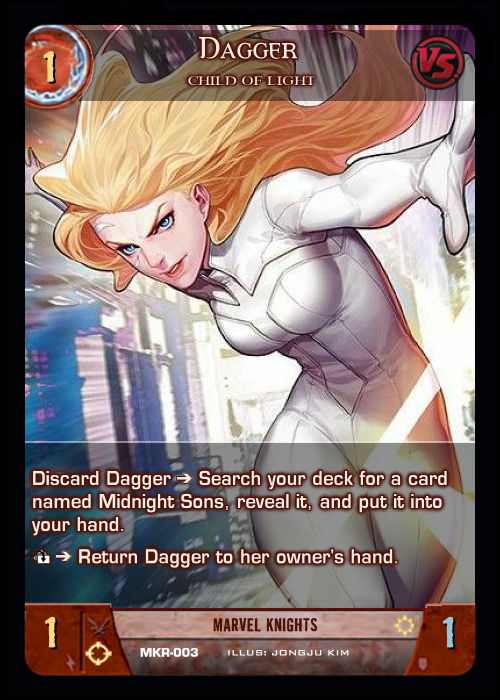 1
DAGGER
VS
CHILD OF LIGHT
Discard Dagger ➔ Search your deck for a card
named Midnight Sons, reveal it, and put it into
your hand.
➔ Return Dagger to her owner's hand.
1
MARVEL KNIGHTS
1
MKR-003
ILLUS: JONGJU KIM